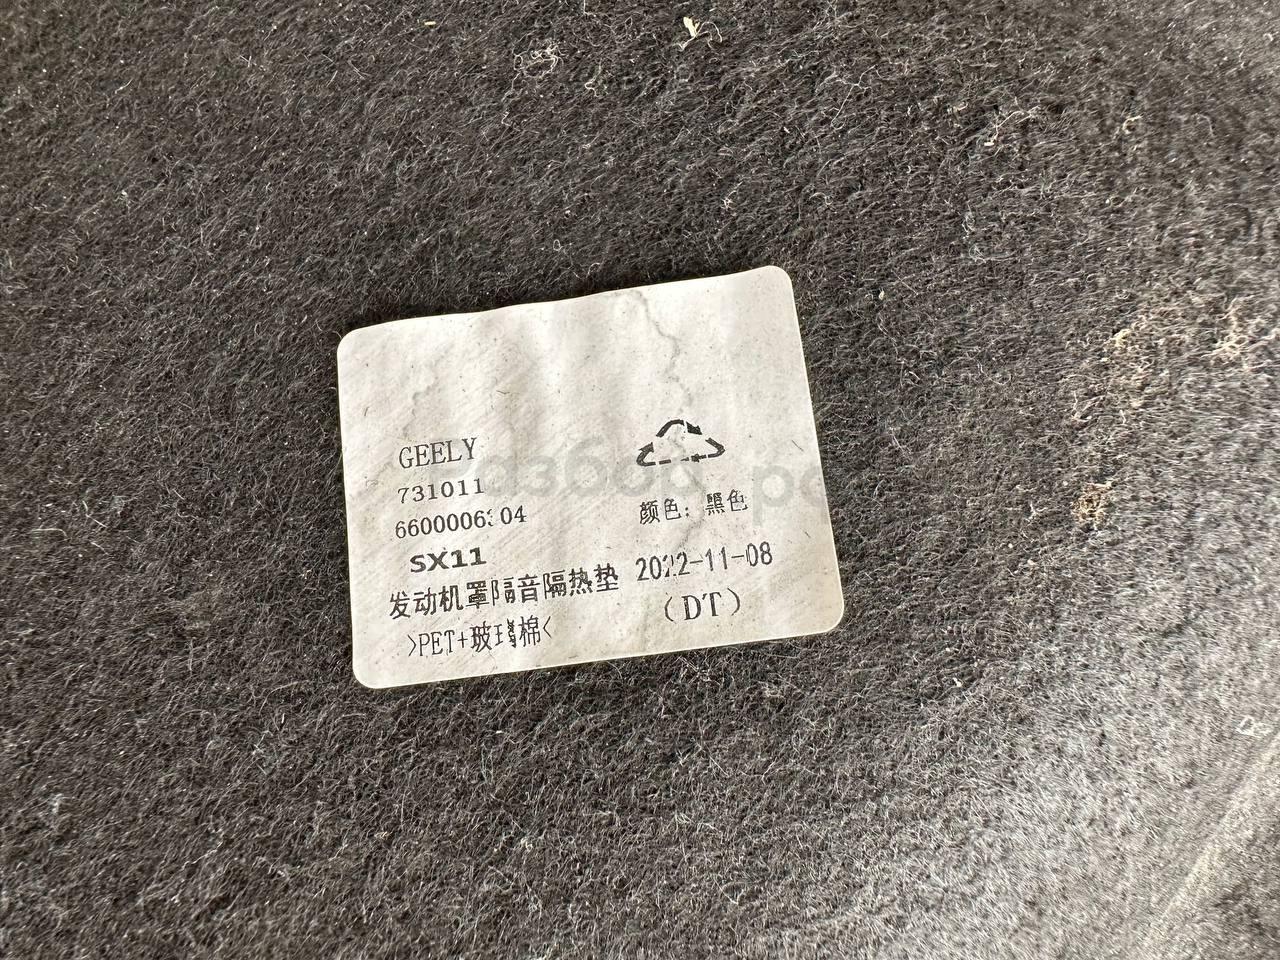 GEELY
731011
SX11
颜色: 黑色
发动机罩隔音隔热垫 2022-11-08
>PET+玻璃棉< (DT)